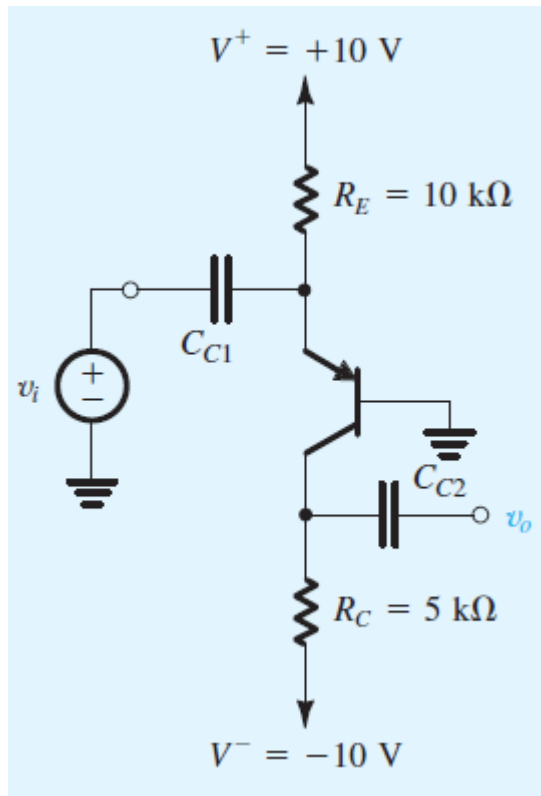 V⁺ = +10 V
R_E = 10 kΩ
C_C1
+
v_i
−
C_C2
v_o
R_C = 5 kΩ
V⁻ = −10 V